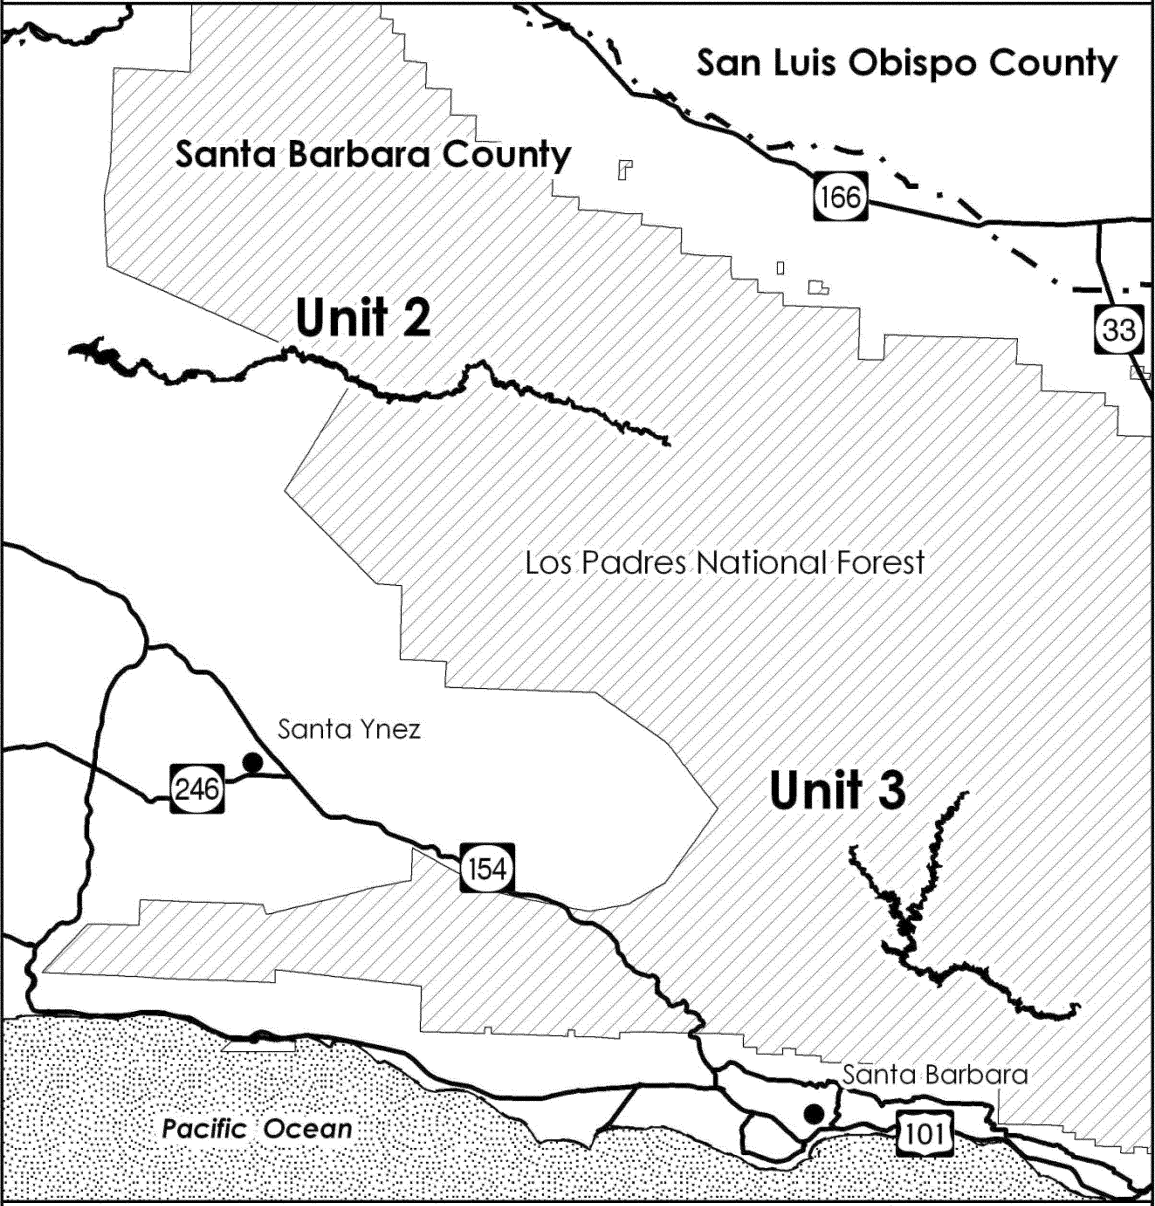 San Luis Obispo County
Santa Barbara County
166
Unit 2
33
Los Padres National Forest
Santa Ynez
246
Unit 3
154
Santa Barbara
Pacific Ocean
101